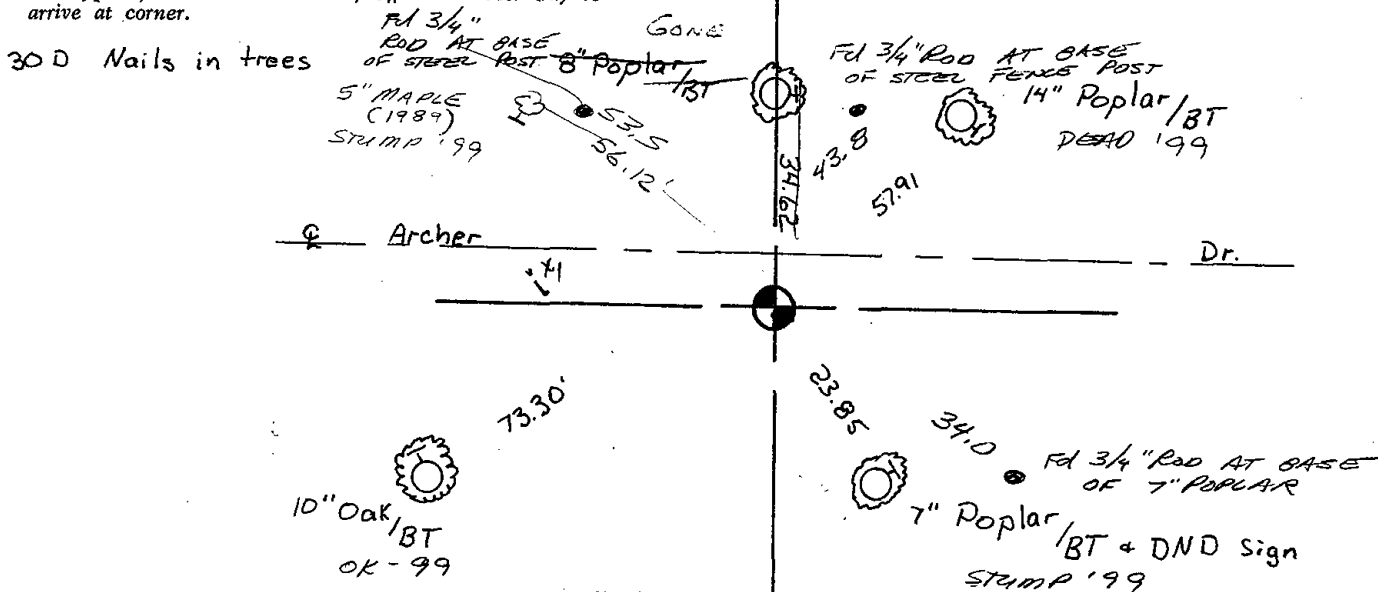 arrive at corner.
30 D Nails in trees
Fd 3/4"
ROD AT BASE
OF STEEL POST
8" Poplar/BT
GONE
5" MAPLE
(1989)
STUMP '99
53.5
56.12'
34.62
Fd 3/4" ROD AT BASE
OF STEEL FENCE POST
14" Poplar/BT
DEAD '99
43.8
57.91
℄ Archer Dr.
73.30'
10" Oak/BT
OK - 99
23.85
34.0
Fd 3/4" ROD AT BASE
OF 7" POPLAR
7" Poplar/BT & DND Sign
STUMP '99